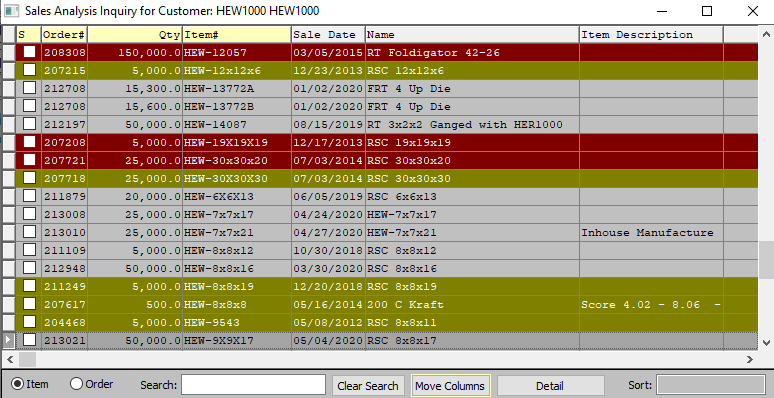 Sales Analysis Inquiry for Customer: HEW1000 HEW1000
S Order# Qty Item# Sale Date Name Item Description
208308 150,000.0 HEW-12057 03/05/2015 RT Foldigator 42-26
207215 5,000.0 HEW-12x12x6 12/23/2013 RSC 12x12x6
212708 15,300.0 HEW-13772A 01/02/2020 FRT 4 Up Die
212708 15,600.0 HEW-13772B 01/02/2020 FRT 4 Up Die
212197 50,000.0 HEW-14087 08/15/2019 RT 3x2x2 Ganged with HER1000
207208 5,000.0 HEW-19X19X19 12/17/2013 RSC 19x19x19
207721 25,000.0 HEW-30x30x20 07/03/2014 RSC 30x30x20
207718 25,000.0 HEW-30X30X30 07/03/2014 RSC 30x30x30
211879 20,000.0 HEW-6X6X13 06/05/2019 RSC 6x6x13
213008 25,000.0 HEW-7x7x17 04/24/2020 HEW-7x7x17
213010 25,000.0 HEW-7x7x21 04/27/2020 HEW-7x7x21 Inhouse Manufacture
211109 5,000.0 HEW-8x8x12 10/30/2018 RSC 8x8x12
212948 50,000.0 HEW-8x8x16 03/30/2020 RSC 8x8x16
211249 5,000.0 HEW-8x8x19 12/20/2018 RSC 8x8x19
207617 500.0 HEW-8x8x8 05/16/2014 200 C Kraft Score 4.02 - 8.06 -
204468 5,000.0 HEW-9543 05/08/2012 RSC 8x8x11
213021 50,000.0 HEW-9X9X17 05/04/2020 RSC 8x8x17
Item Order Search: Clear Search Move Columns Detail Sort: